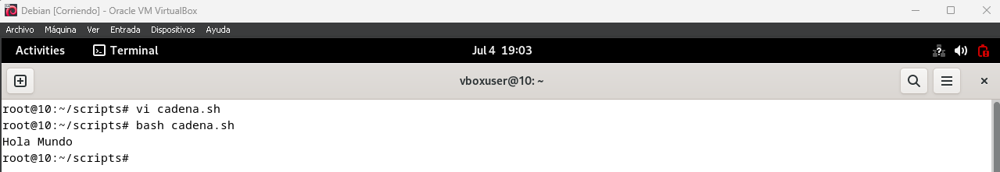 Debian [Corriendo] - Oracle VM VirtualBox
Archivo Máquina Ver Entrada Dispositivos Ayuda
Activities Terminal Jul 4 19:03
vboxuser@10: ~
root@10:~/scripts# vi cadena.sh
root@10:~/scripts# bash cadena.sh
Hola Mundo
root@10:~/scripts#